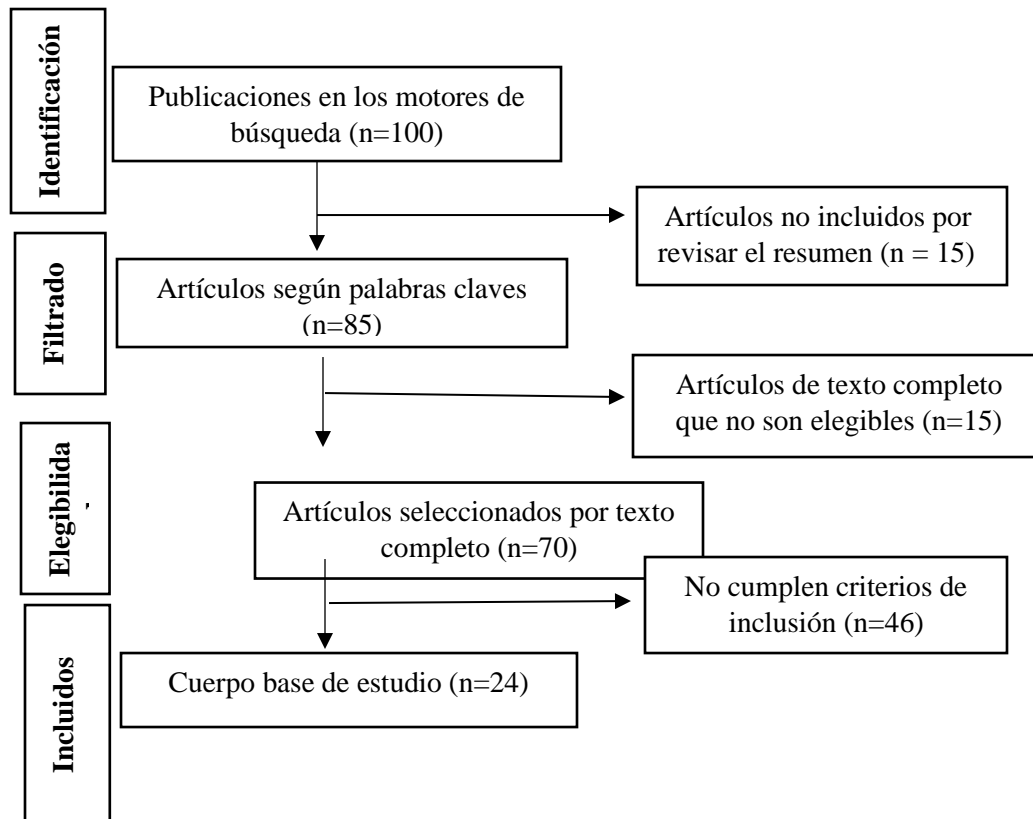 Identificación
Publicaciones en los motores de
búsqueda (n=100)
Artículos no incluidos por
revisar el resumen (n = 15)
Filtrado
Artículos según palabras claves
(n=85)
Artículos de texto completo
que no son elegibles (n=15)
Elegibilida
Artículos seleccionados por texto
completo (n=70)
No cumplen criterios de
inclusión (n=46)
Incluidos
Cuerpo base de estudio (n=24)